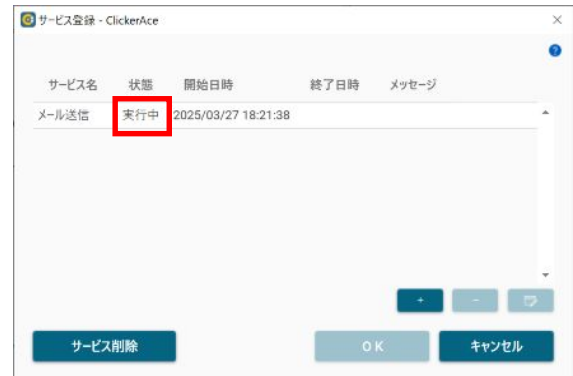 サービス登録 - ClickerAce
サービス名 状態 開始日時 終了日時 メッセージ
メール送信 実行中 2025/03/27 18:21:38
サービス削除 OK キャンセル